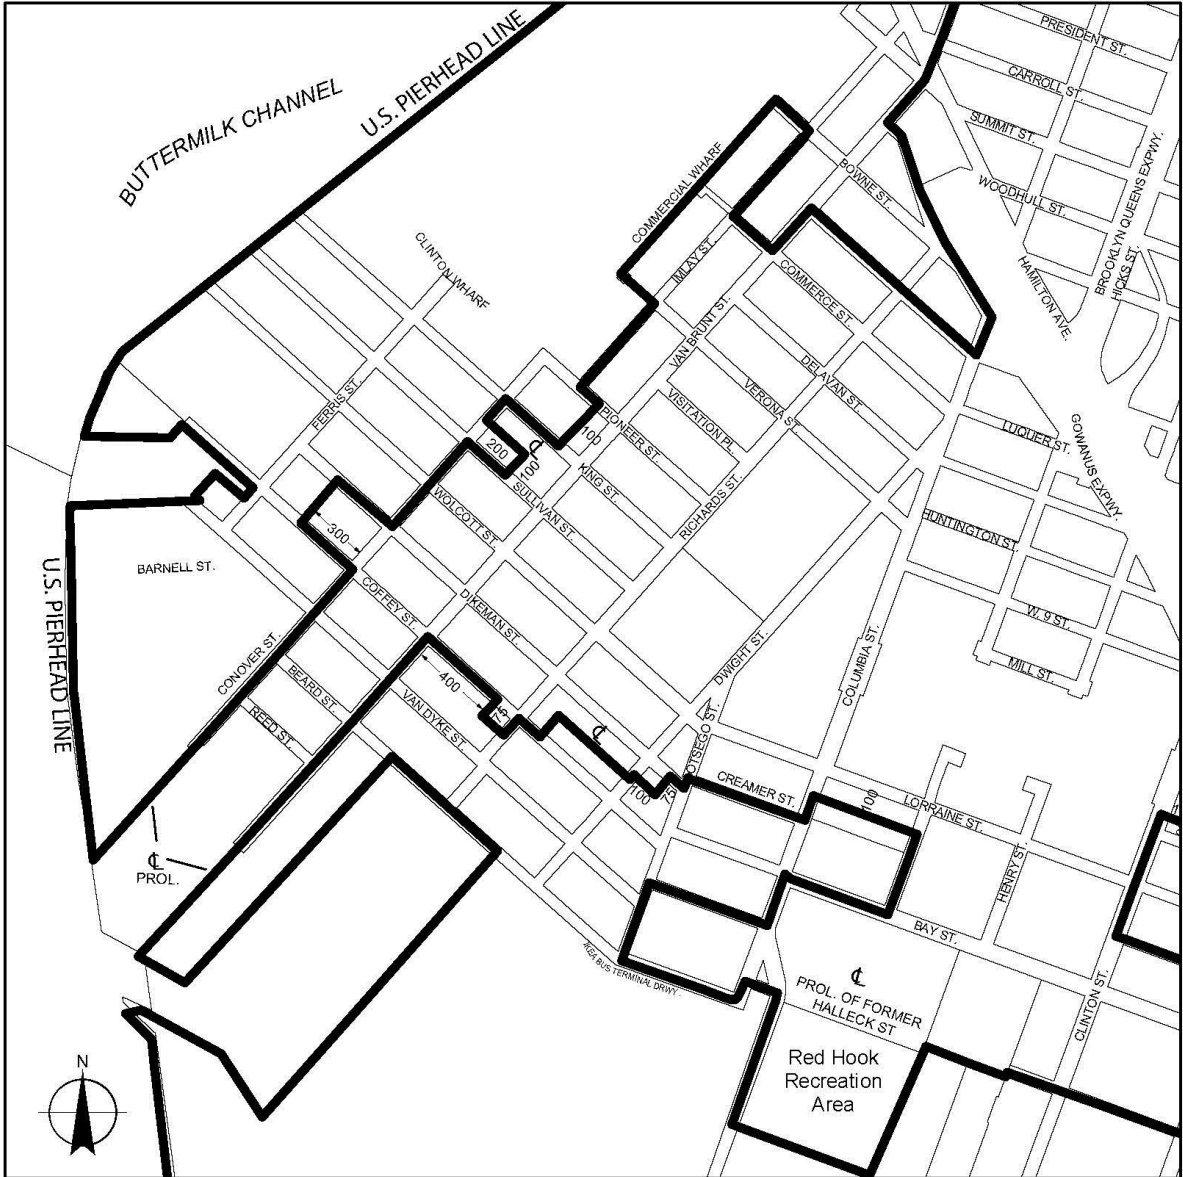 PRESIDENT ST.
U.S. PIERHEAD LINE
CARROLL ST.
BUTTERMILK CHANNEL
SUMMIT ST.
BOWNE ST.
BROOKLYN QUEENS EXPWY.
COMMERCIAL WHARF
WOODHULL ST.
CLINTON WHARF
IMLAY ST.
HICKS ST.
HAMILTON AVE.
COMMERCE ST.
VAN BRUNT ST.
DELAVAN ST.
FERRIS ST.
VERONA ST.
VISITATION PL.
PIONEER ST.
100
LUQUER ST.
GOWANUS EXPWY.
200
℄
100
KING ST.
RICHARDS ST.
WOLCOTT ST.
SULLIVAN ST.
300
HUNTINGTON ST.
BARNELL ST.
COFFEY ST.
DIKEMAN ST.
W. 9 ST.
U.S. PIERHEAD LINE
CONOVER ST.
DWIGHT ST.
COLUMBIA ST.
MILL ST.
BEARD ST.
400
75
VAN DYKE ST.
REED ST.
℄
OTSEGO ST.
CREAMER ST.
100
75
100
LORRAINE ST.
℄
PROL.
HENRY ST.
BAY ST.
IKEA BUS TERMINAL DRWY.
℄
PROL. OF FORMER
HALLECK ST
CLINTON ST.
Red Hook
Recreation
Area
N